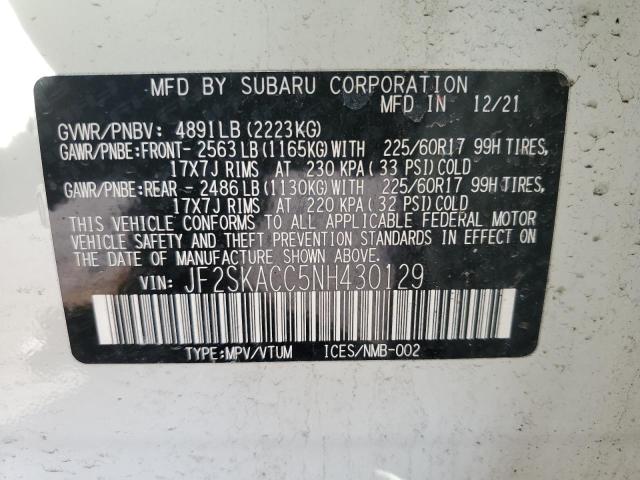 MFD BY SUBARU CORPORATION
MFD IN 12/21
GVWR/PNBV: 4891LB (2223KG)
GAWR/PNBE:FRONT- 2563LB(1165KG)WITH 225/60R17 99H TIRES,
17X7J RIMS AT 230 KPA( 33 PSI)COLD
GAWR/PNBE:REAR - 2486LB(1130KG)WITH 225/60R17 99H TIRES,
17X7J RIMS AT 220 KPA( 32 PSI)COLD
THIS VEHICLE CONFORMS TO ALL APPLICABLE FEDERAL MOTOR
VEHICLE SAFETY AND THEFT PREVENTION STANDARDS IN EFFECT
ON THE DATE OF MANUFACTURE SHOWN ABOVE.
VIN: JF2SKACC5NH430129
TYPE:MPV/VTUM ICES/NMB-002